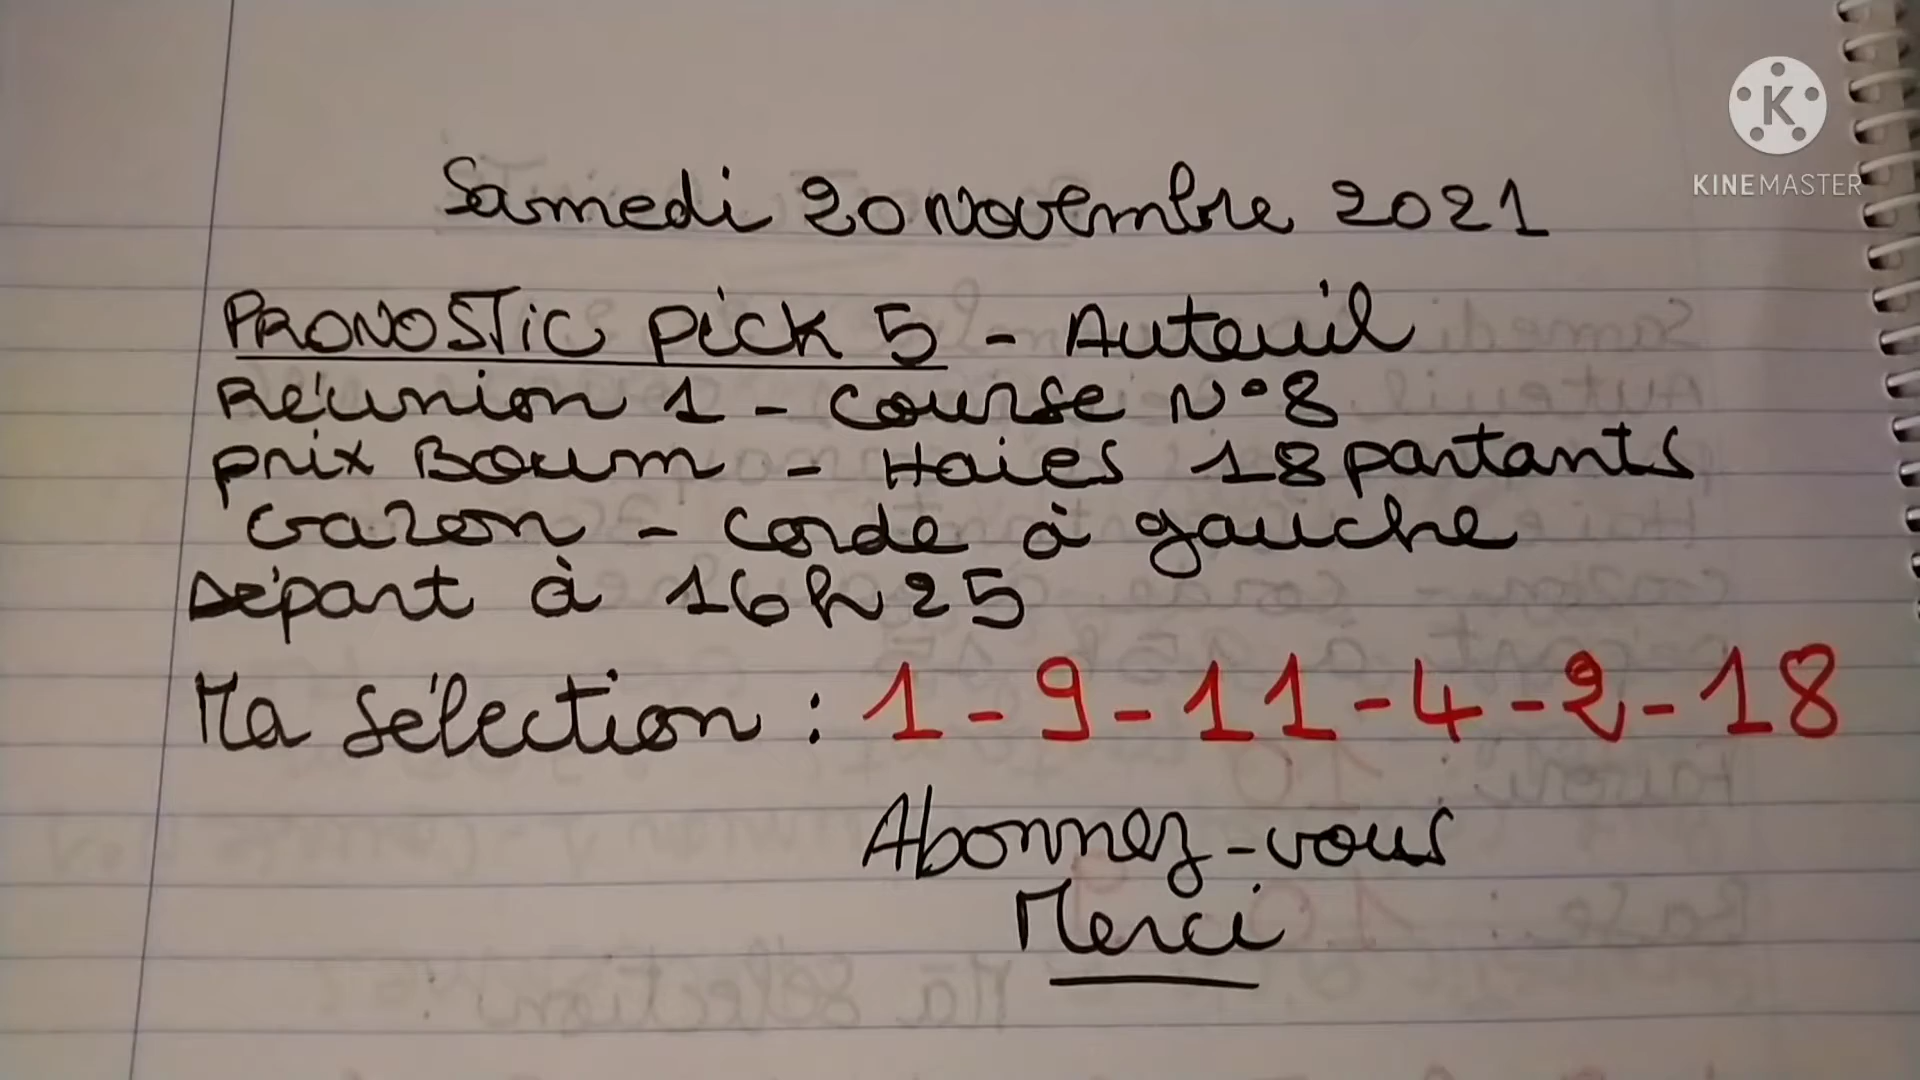 K
KINEMASTER
Samedi 20 Novembre 2021
PRONOSTIC Pick 5 - Auteuil
Réunion 1 - course N°8
prix Boum - Haies 18 partants
Gazon - corde à gauche
Départ à 16h25
Ma sélection : 1-9-11-4-2-18
Abonnez-vous
Merci